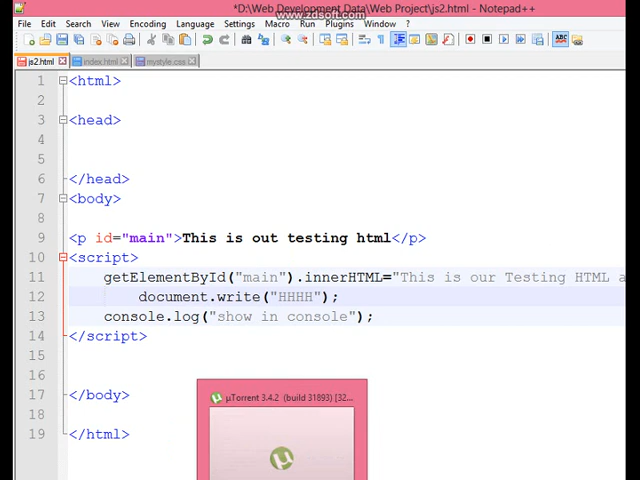 *D:\Web Development Data\Web Project\js2.html - Notepad++
www.zdsoft.com
File Edit Search View Encoding Language Settings Macro Run Plugins Window ?
js2.html index.html mystyle.css
1 <html>
2
3 <head>
4
5
6 </head>
7 <body>
8
9 <p id="main">This is out testing html</p>
10 <script>
11 getElementById("main").innerHTML="This is our Testing HTML a
12 document.write("HHHH");
13 console.log("show in console");
14 </script>
15
16
17 </body>
18
19 </html>
µTorrent 3.4.2 (build 31893) [32...